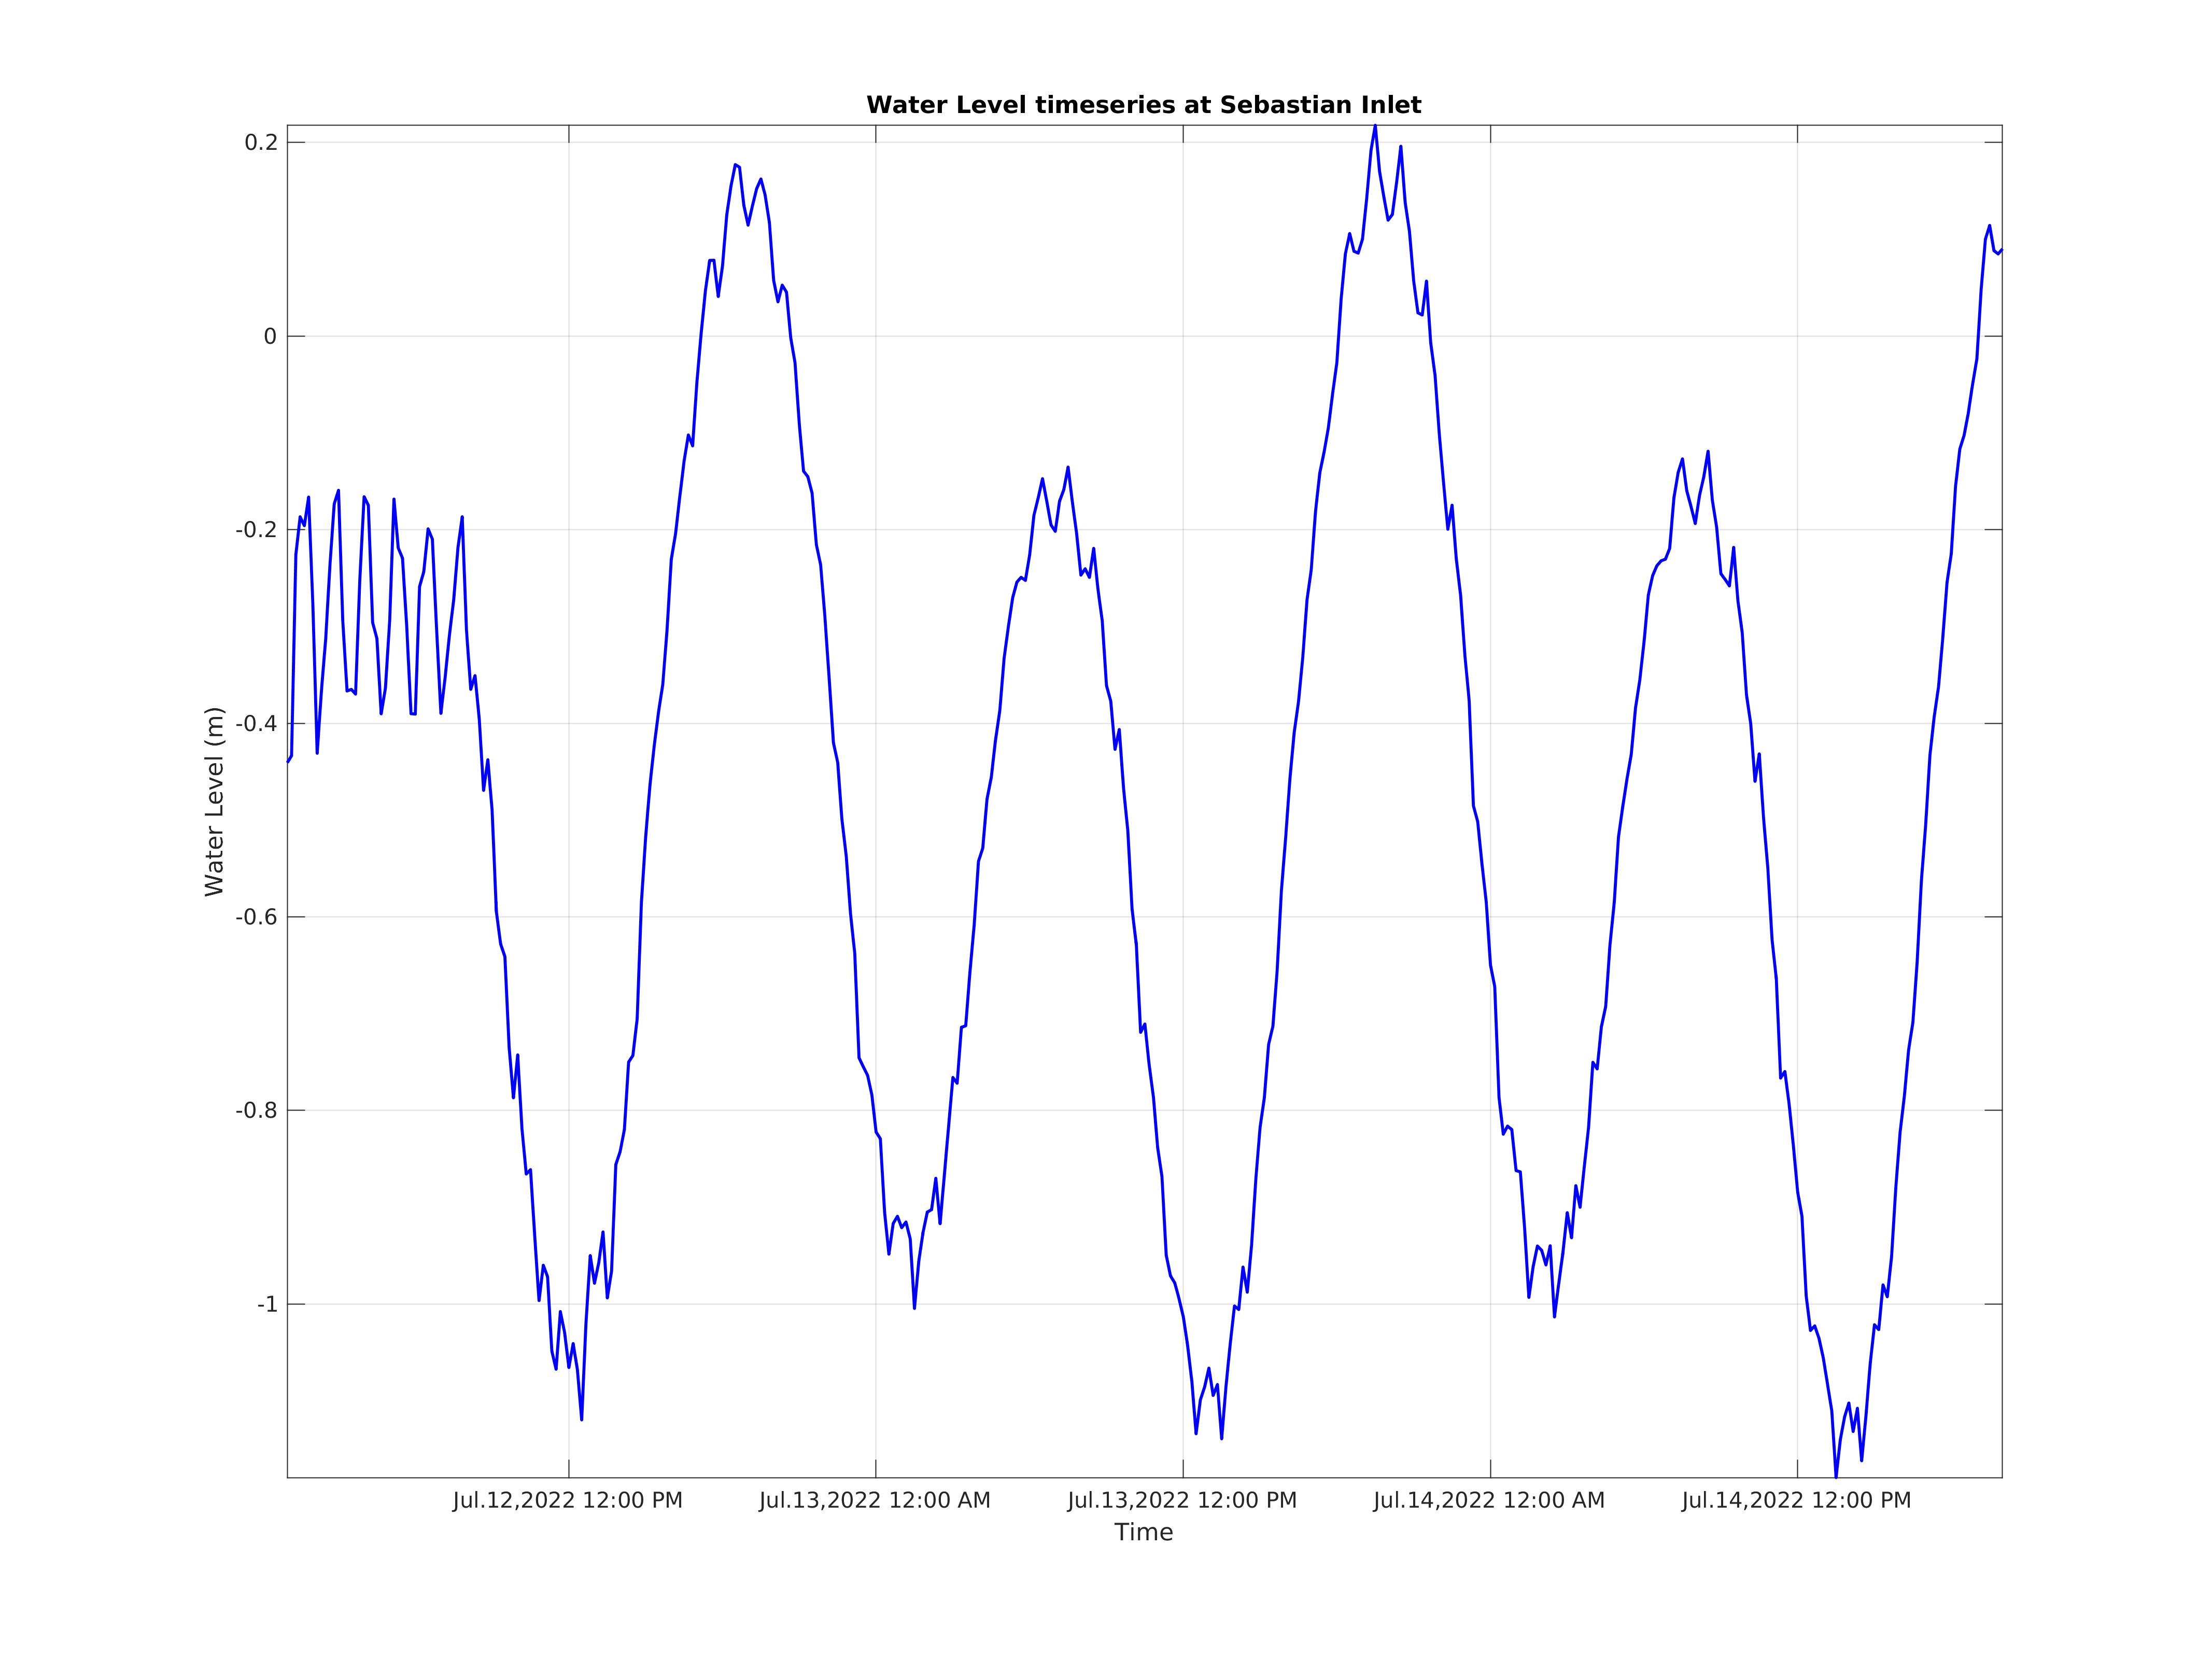 Water Level timeseries at Sebastian Inlet
0.2
0
-0.2
-0.4
-0.6
-0.8
-1
Water Level (m)
Jul.12,2022 12:00 PM
Jul.13,2022 12:00 AM
Jul.13,2022 12:00 PM
Jul.14,2022 12:00 AM
Jul.14,2022 12:00 PM
Time